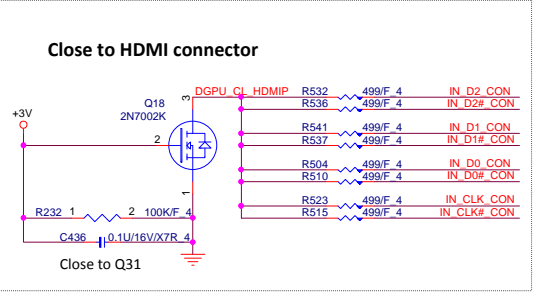 Close to HDMI connector
DGPU_CL_HDMIP
R532 499/F_4 IN_D2_CON
R536 499/F_4 IN_D2#_CON
Q18
2N7002K
3
+3V
2
R541 499/F_4 IN_D1_CON
R537 499/F_4 IN_D1#_CON
R504 499/F_4 IN_D0_CON
R510 499/F_4 IN_D0#_CON
1
R523 499/F_4 IN_CLK_CON
R515 499/F_4 IN_CLK#_CON
R232 1 2 100K/F_4
C436 0.1U/16V/X7R_4
Close to Q31